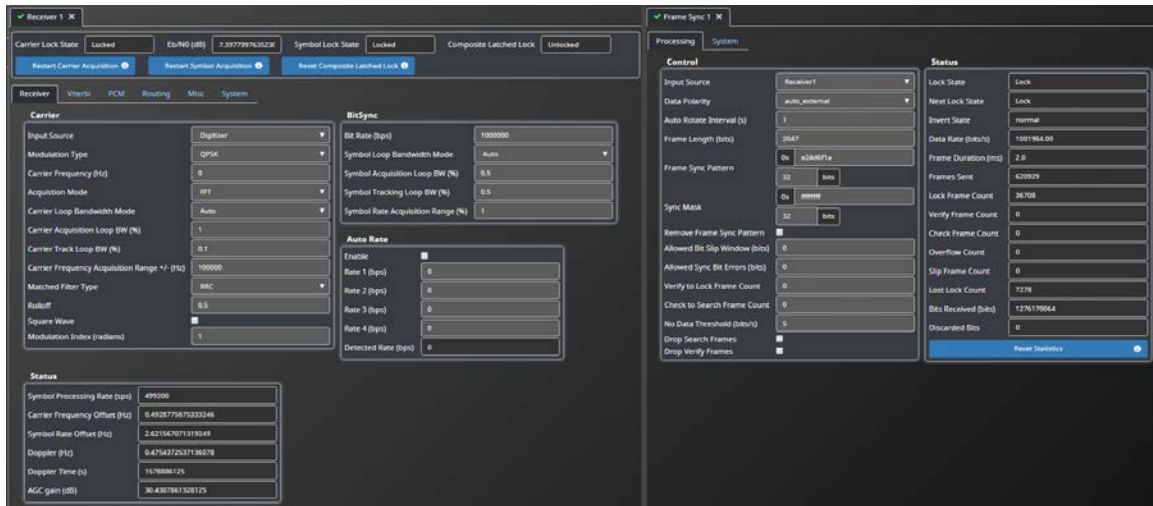 Receiver 1 X
Carrier Lock State Locked Eb/N0 (dB) 7.39779976352 Symbol Lock State Locked Composite Latched Lock Unlocked
Restart Carrier Acquisition Restart Symbol Acquisition Reset Composite Latched Lock
Receiver Viterbi PCM Routing Misc System
Carrier
Input Source Digitizer
Modulation Type QPSK
Carrier Frequency (Hz) 0
Acquistion Mode FFT
Carrier Loop Bandwidth Mode Auto
Carrier Acquisition Loop BW (%) 1
Carrier Track Loop BW (%) 0.1
Carrier Frequency Acquisition Range +/- (Hz) 100000
Matched Filter Type RRC
Rolloff 0.5
Square Wave
Modulation Index (radians) 1
BitSync
Bit Rate (bps) 1000000
Symbol Loop Bandwidth Mode Auto
Symbol Acquisition Loop BW (%) 0.5
Symbol Tracking Loop BW (%) 0.5
Symbol Rate Acquisition Range (%) 1
Auto Rate
Enable
Rate 1 (bps) 0
Rate 2 (bps) 0
Rate 3 (bps) 0
Rate 4 (bps) 0
Detected Rate (bps) 0
Status
Symbol Processing Rate (sps) 499200
Carrier Frequency Offset (Hz) 0.4928775875333246
Symbol Rate Offset (Hz) 2.621567071319249
Doppler (Hz) 0.4754372537136078
Doppler Time (s) 1578886125
AGC gain (dB) 30.4307861328125
Frame Sync 1 X
Processing System
Control
Input Source Receiver1
Data Polarity auto_external
Auto Rotate Interval (s) 1
Frame Length (bits) 2047
Frame Sync Pattern 0x e24d6f1a
32 bits
Sync Mask 0x ffffffff
32 bits
Remove Frame Sync Pattern
Allowed Bit Slip Window (bits) 0
Allowed Sync Bit Errors (bits) 0
Verify to Lock Frame Count 0
Check to Search Frame Count 0
No Data Threshold (bits/s) 5
Drop Search Frames
Drop Verify Frames
Status
Lock State Lock
Next Lock State Lock
Invert State normal
Data Rate (bits/s) 1001984.00
Frame Duration (ms) 2.0
Frames Sent 620929
Lock Frame Count 36708
Verify Frame Count 0
Check Frame Count 0
Overflow Count 0
Slip Frame Count 0
Lost Lock Count 7278
Bits Received (bits) 1276170064
Discarded Bits 0
Reset Statistics